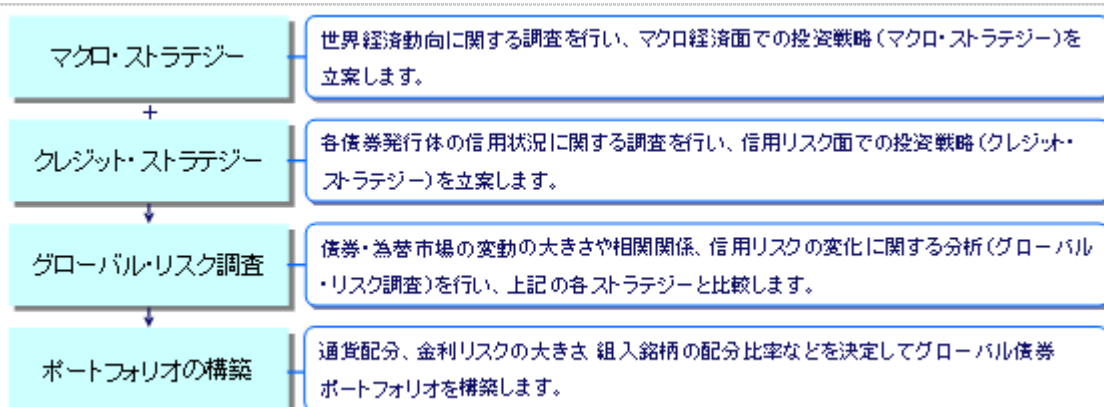 マクロ・ストラテジー
世界経済動向に関する調査を行い、マクロ経済面での投資戦略(マクロ・ストラテジー)を
立案します。
+
クレジット・ストラテジー
各債券発行体の信用状況に関する調査を行い、信用リスク面での投資戦略(クレジット・
ストラテジー)を立案します。
グローバル・リスク調査
債券・為替市場の変動の大きさや相関関係、信用リスクの変化に関する分析(グローバル
・リスク調査)を行い、上記の各ストラテジーと比較します。
ポートフォリオの構築
通貨配分、金利リスクの大きさ、組入銘柄の配分比率などを決定してグローバル債券
ポートフォリオを構築します。